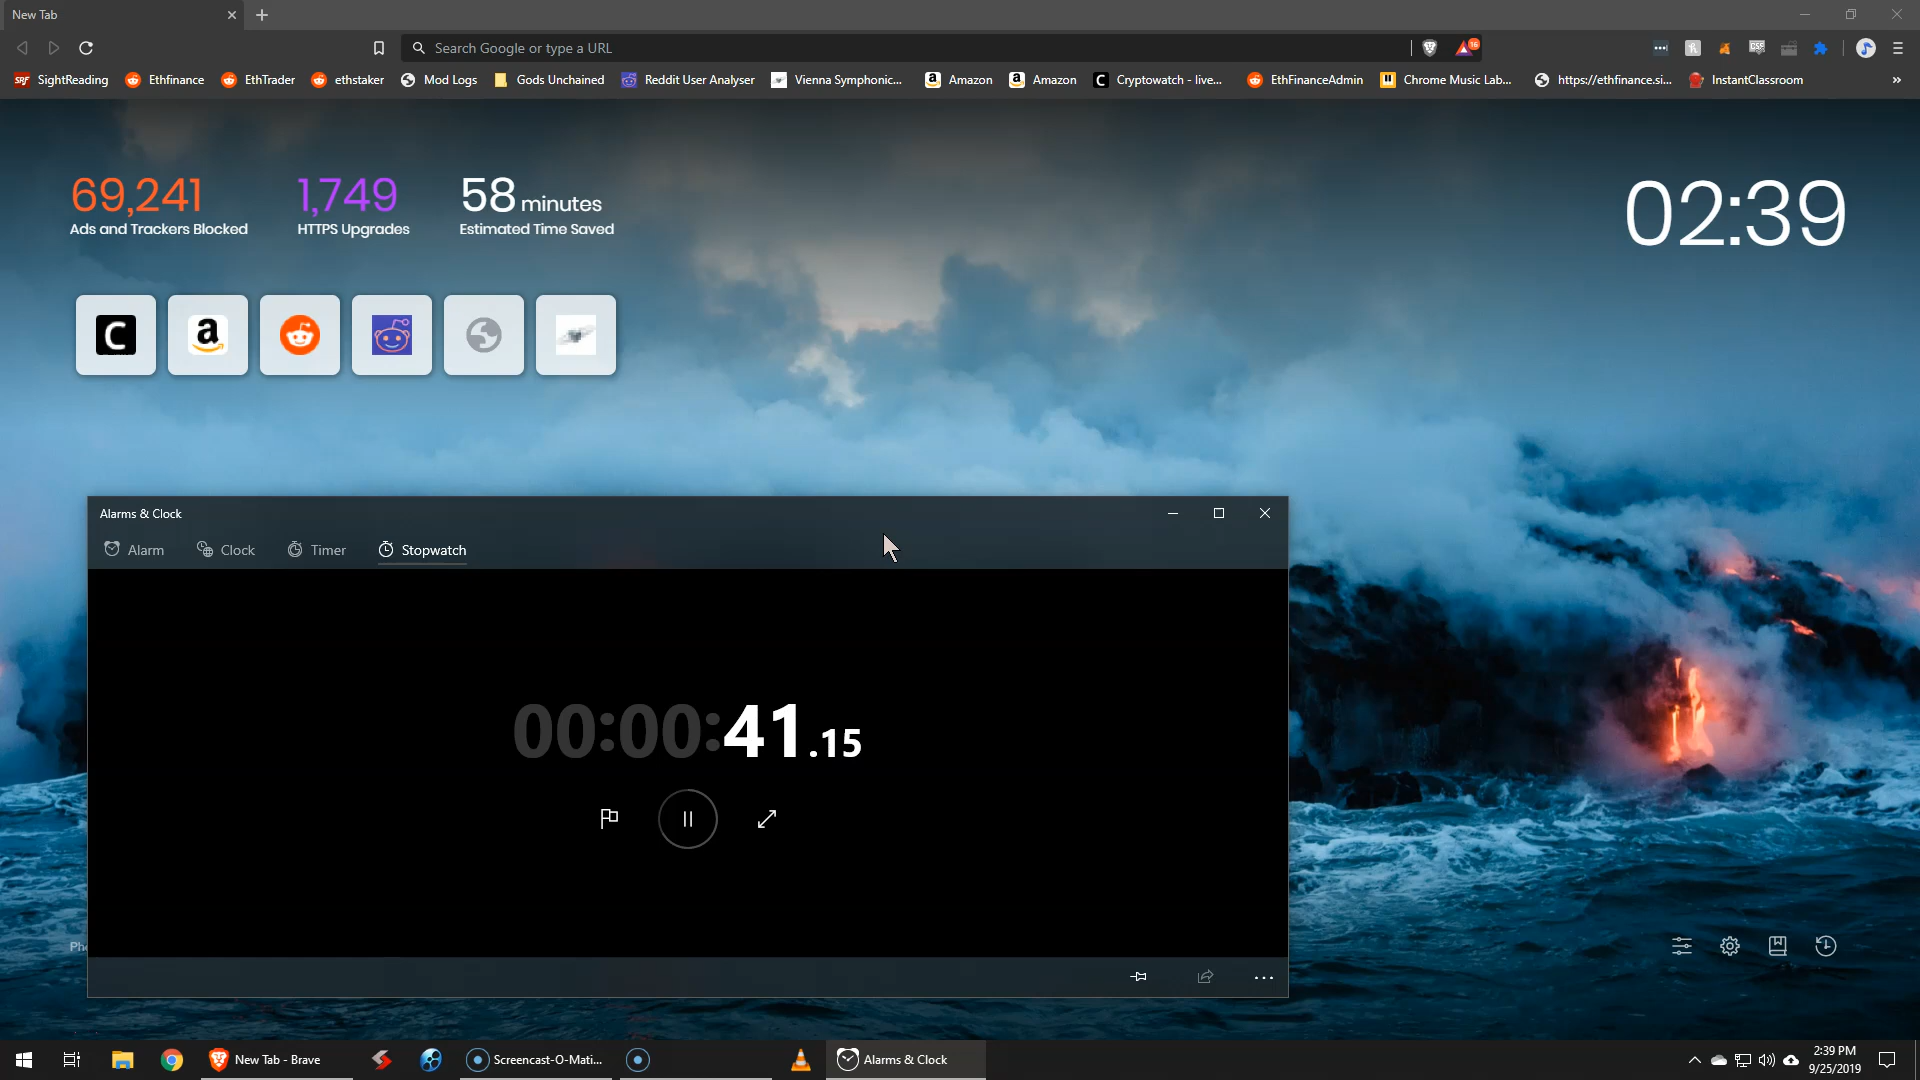 New Tab
Search Google or type a URL
16
SRF SightReading Ethfinance EthTrader ethstaker Mod Logs Gods Unchained Reddit User Analyser Vienna Symphonic... Amazon Amazon Cryptowatch - live... EthFinanceAdmin Chrome Music Lab... https://ethfinance.si... InstantClassroom »
69,241
Ads and Trackers Blocked
1,749
HTTPS Upgrades
58 minutes
Estimated Time Saved
02:39
Alarms & Clock
Alarm Clock Timer Stopwatch
00:00:41.15
Ph
New Tab - Brave Screencast-O-Mati... Alarms & Clock
2:39 PM
9/25/2019